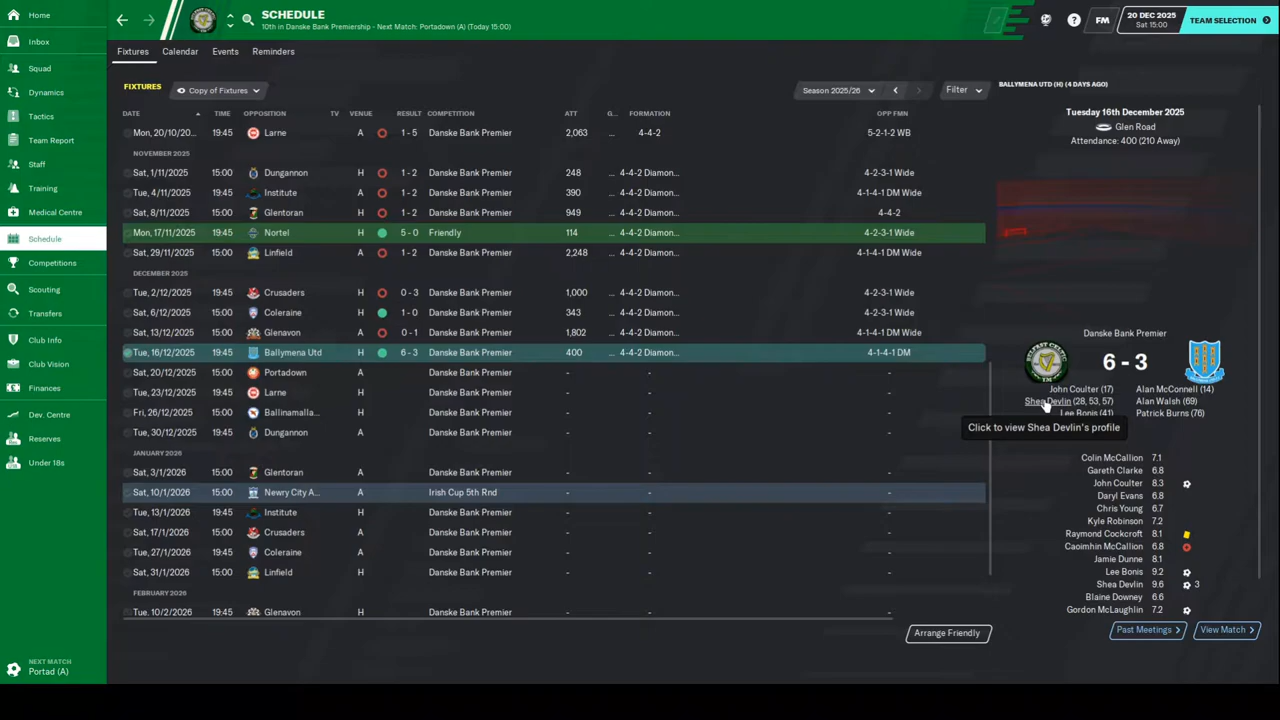 SCHEDULE
10th in Danske Bank Premiership - Next Match: Portadown (A) (Today 15:00)
FM
20 DEC 2025
Sat 15:00
TEAM SELECTION
Home
Inbox
Squad
Dynamics
Tactics
Team Report
Staff
Training
Medical Centre
Schedule
Competitions
Scouting
Transfers
Club Info
Club Vision
Finances
Dev. Centre
Reserves
Under 18s
NEXT MATCH
Portad (A)
Fixtures Calendar Events Reminders
FIXTURES Copy of Fixtures Season 2025/26 Filter
DATE TIME OPPOSITION TV VENUE RESULT COMPETITION ATT G... FORMATION OPP FMN
Mon, 20/10/20... 19:45 Larne A 1 - 5 Danske Bank Premier 2,063 ... 4-4-2 5-2-1-2 WB
NOVEMBER 2025
Sat, 1/11/2025 15:00 Dungannon H 1 - 2 Danske Bank Premier 248 ... 4-4-2 Diamon... 4-2-3-1 Wide
Tue, 4/11/2025 19:45 Institute A 1 - 2 Danske Bank Premier 390 ... 4-4-2 Diamon... 4-1-4-1 DM Wide
Sat, 8/11/2025 15:00 Glentoran H 1 - 2 Danske Bank Premier 949 ... 4-4-2 Diamon... 4-4-2
Mon, 17/11/2025 19:45 Nortel H 5 - 0 Friendly 114 ... 4-4-2 Diamon... 4-2-3-1 Wide
Sat, 29/11/2025 15:00 Linfield A 1 - 2 Danske Bank Premier 2,248 ... 4-4-2 Diamon... 4-1-4-1 DM Wide
DECEMBER 2025
Tue, 2/12/2025 19:45 Crusaders H 0 - 3 Danske Bank Premier 1,000 ... 4-4-2 Diamon... 4-2-3-1 Wide
Sat, 6/12/2025 15:00 Coleraine H 1 - 0 Danske Bank Premier 343 ... 4-4-2 Diamon... 4-2-3-1 Wide
Sat, 13/12/2025 15:00 Glenavon A 0 - 1 Danske Bank Premier 1,802 ... 4-4-2 Diamon... 4-1-4-1 DM Wide
Tue, 16/12/2025 19:45 Ballymena Utd H 6 - 3 Danske Bank Premier 400 ... 4-4-2 Diamon... 4-1-4-1 DM
Sat, 20/12/2025 15:00 Portadown A Danske Bank Premier - - -
Tue, 23/12/2025 19:45 Larne H Danske Bank Premier - - -
Fri, 26/12/2025 15:00 Ballinamalla... H Danske Bank Premier - - -
Tue, 30/12/2025 19:45 Dungannon A Danske Bank Premier - - -
JANUARY 2026
Sat, 3/1/2026 15:00 Glentoran A Danske Bank Premier - - -
Sat, 10/1/2026 15:00 Newry City A... A Irish Cup 5th Rnd - - -
Tue, 13/1/2026 19:45 Institute H Danske Bank Premier - - -
Sat, 17/1/2026 15:00 Crusaders A Danske Bank Premier - - -
Tue, 27/1/2026 19:45 Coleraine A Danske Bank Premier - - -
Sat, 31/1/2026 15:00 Linfield H Danske Bank Premier - - -
FEBRUARY 2026
Tue, 10/2/2026 19:45 Glenavon H Danske Bank Premier - - -
Arrange Friendly
BALLYMENA UTD (H) (4 DAYS AGO)
Tuesday 16th December 2025
Glen Road
Attendance: 400 (210 Away)
Danske Bank Premier
BELFAST CELTIC
6 - 3
John Coulter (17) Alan McConnell (14)
Shea Devlin (28, 53, 57) Alan Walsh (69)
Lee Bonis (41) Patrick Burns (76)
Click to view Shea Devlin's profile
Colin McCallion 7.1
Gareth Clarke 6.8
John Coulter 8.3
Daryl Evans 6.8
Chris Young 6.7
Kyle Robinson 7.2
Raymond Cockcroft 8.1
Caoimhin McCallion 6.8
Jamie Dunne 8.1
Lee Bonis 9.2
Shea Devlin 9.6 3
Blaine Downey 6.6
Gordon McLaughlin 7.2
Past Meetings View Match